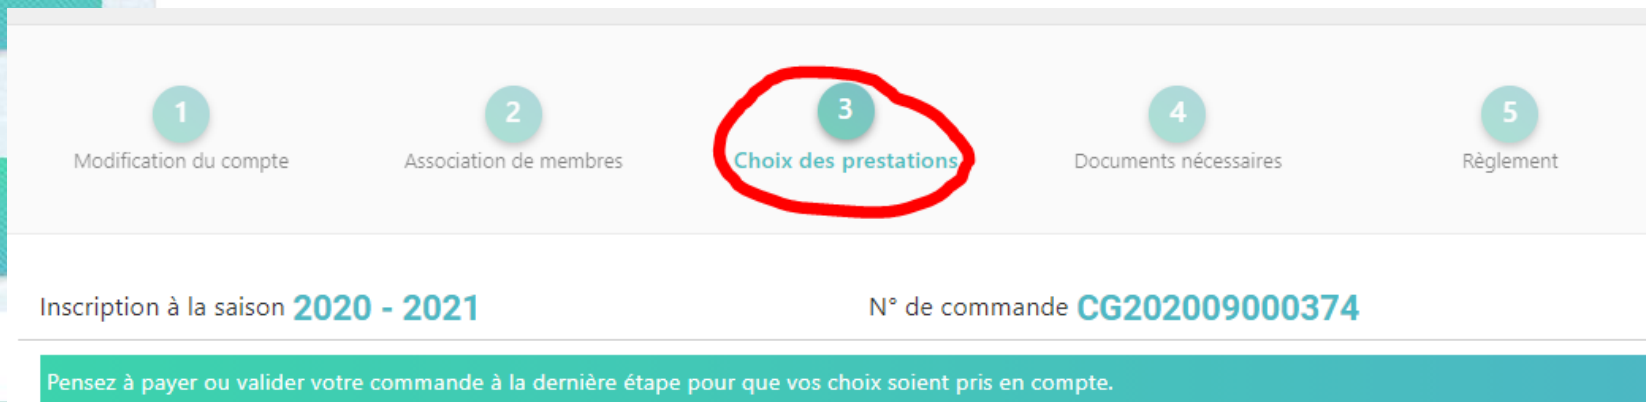 1
2
3
4
5
Modification du compte
Association de membres
Choix des prestations
Documents nécessaires
Règlement
Inscription à la saison 2020 - 2021
N° de commande CG202009000374
Pensez à payer ou valider votre commande à la dernière étape pour que vos choix soient pris en compte.